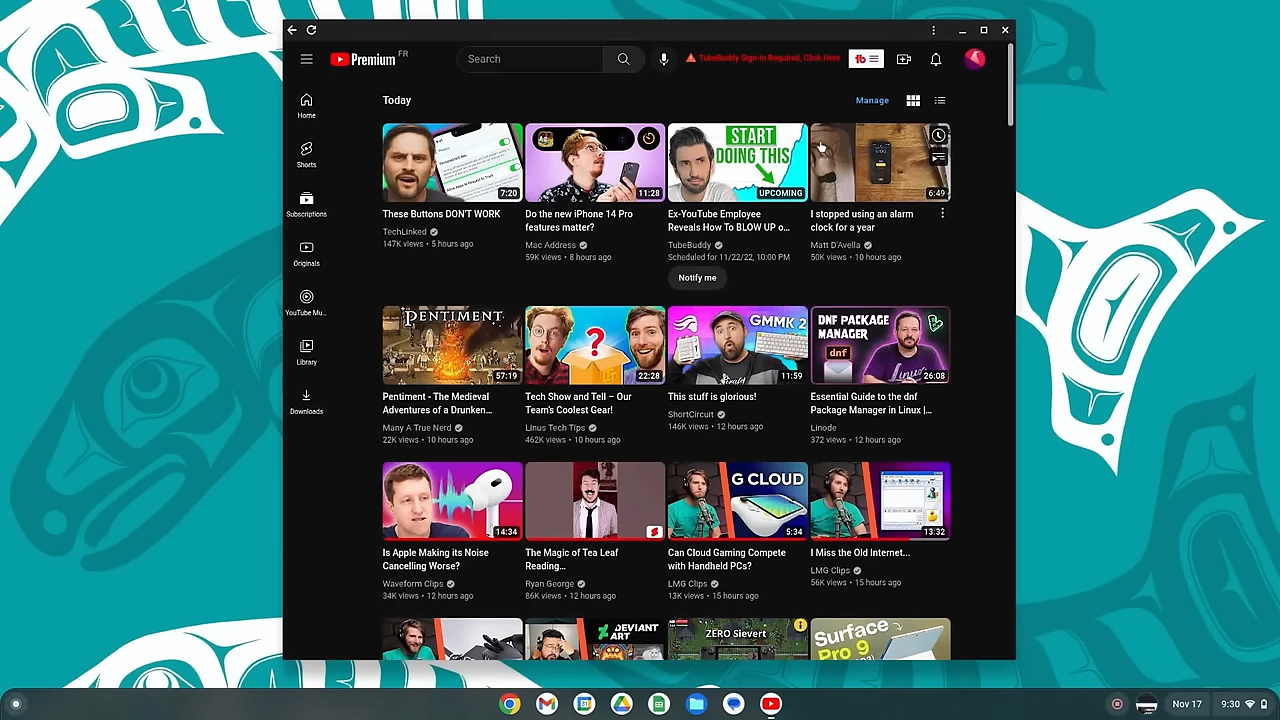 Premium FR
Search
TubeBuddy Sign-in Required, Click Here
tb
Home
Shorts
Subscriptions
Originals
YouTube Mu...
Library
Downloads
Today
Manage
7:20
11:28
START
DOING THIS
UPCOMING
6:49
These Buttons DON'T WORK
TechLinked
147K views • 5 hours ago
Do the new iPhone 14 Pro
features matter?
Mac Address
59K views • 8 hours ago
Ex-YouTube Employee
Reveals How To BLOW UP o...
TubeBuddy
Scheduled for 11/22/22, 10:00 PM
Notify me
I stopped using an alarm
clock for a year
Matt D'Avella
50K views • 10 hours ago
PENTIMENT
57:19
?
22:28
GMMK 2
11:59
DNF PACKAGE
MANAGER
dnf
Linux
26:08
Pentiment - The Medieval
Adventures of a Drunken...
Many A True Nerd
22K views • 10 hours ago
Tech Show and Tell – Our
Team's Coolest Gear!
Linus Tech Tips
462K views • 10 hours ago
This stuff is glorious!
ShortCircuit
146K views • 12 hours ago
Essential Guide to the dnf
Package Manager in Linux |...
Linode
372 views • 12 hours ago
14:34
G CLOUD
5:34
13:32
Is Apple Making its Noise
Cancelling Worse?
Waveform Clips
34K views • 12 hours ago
The Magic of Tea Leaf
Reading...
Ryan George
86K views • 12 hours ago
Can Cloud Gaming Compete
with Handheld PCs?
LMG Clips
13K views • 15 hours ago
I Miss the Old Internet...
LMG Clips
56K views • 15 hours ago
DEVIANT
ART
ZERO Sievert
Surface
Pro 9
Nov 17
9:30